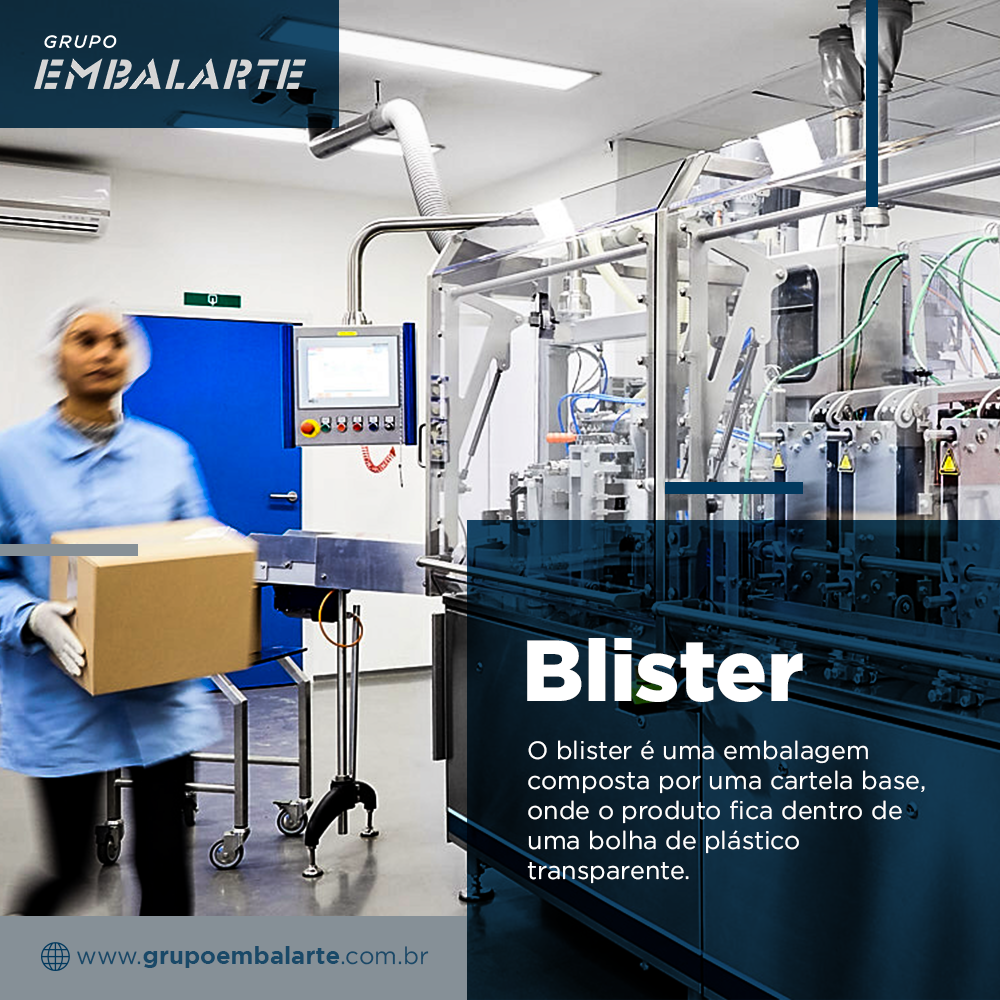 GRUPO
EMBALARTE
Blister
O blister é uma embalagem
composta por uma cartela base,
onde o produto fica dentro de
uma bolha de plástico
transparente.
www.grupoembalarte.com.br